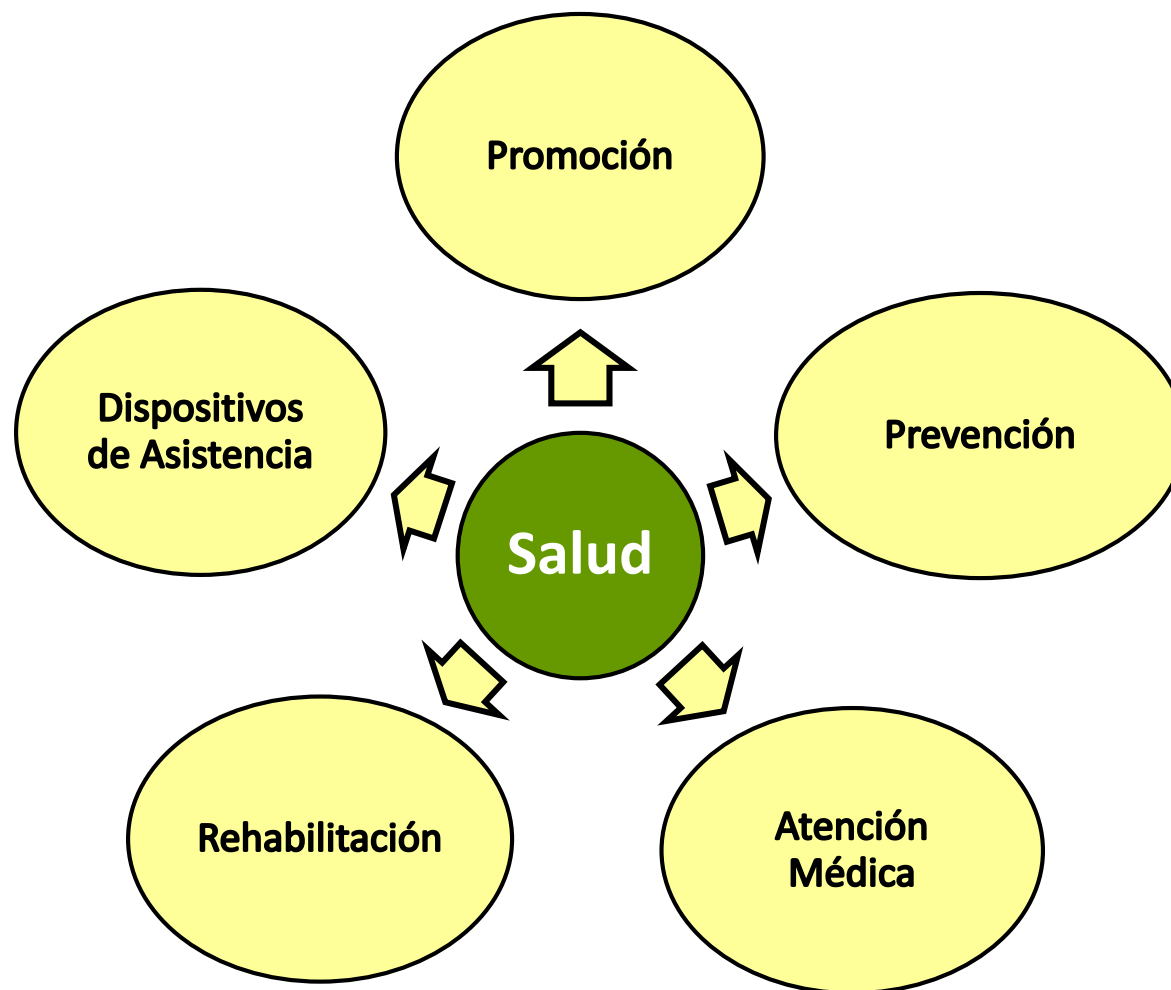 Promoción
Dispositivos
de Asistencia
Prevención
Salud
Rehabilitación
Atención
Médica